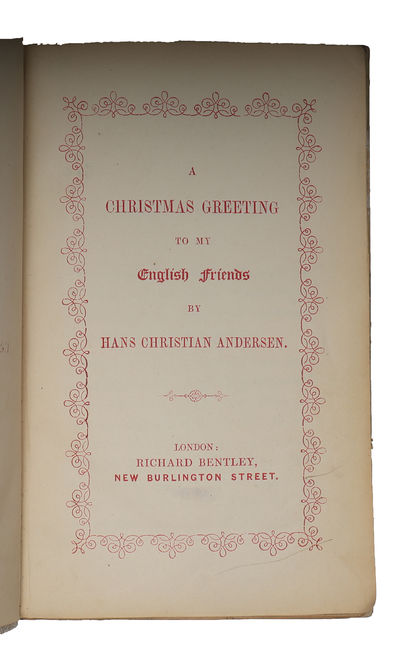 A
CHRISTMAS GREETING
TO MY
English Friends
BY
HANS CHRISTIAN ANDERSEN.
LONDON:
RICHARD BENTLEY,
NEW BURLINGTON STREET.